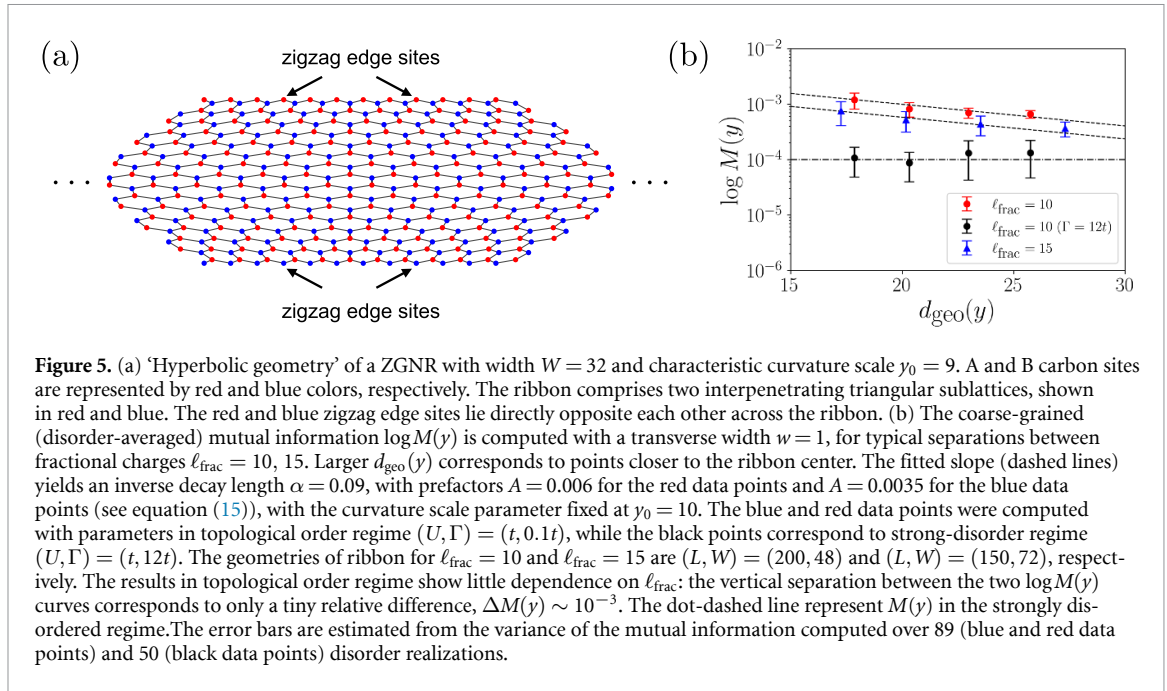 (a)
zigzag edge sites
· · ·
· · ·
zigzag edge sites
(b)
10⁻²
10⁻³
10⁻⁴
10⁻⁵
10⁻⁶
log M(y)
15
20
25
30
d_geo(y)
ℓ_frac = 10
ℓ_frac = 10 (Γ = 12t)
ℓ_frac = 15
Figure 5. (a) ‘Hyperbolic geometry’ of a ZGNR with width W = 32 and characteristic curvature scale y₀ = 9. A and B carbon sites
are represented by red and blue colors, respectively. The ribbon comprises two interpenetrating triangular sublattices, shown
in red and blue. The red and blue zigzag edge sites lie directly opposite each other across the ribbon. (b) The coarse-grained
(disorder-averaged) mutual information log M(y) is computed with a transverse width w = 1, for typical separations between
fractional charges ℓ_frac = 10, 15. Larger d_geo(y) corresponds to points closer to the ribbon center. The fitted slope (dashed lines)
yields an inverse decay length α = 0.09, with prefactors A = 0.006 for the red data points and A = 0.0035 for the blue data
points (see equation (15)), with the curvature scale parameter fixed at y₀ = 10. The blue and red data points were computed
with parameters in topological order regime (U, Γ) = (t, 0.1t), while the black points correspond to strong-disorder regime
(U, Γ) = (t, 12t). The geometries of ribbon for ℓ_frac = 10 and ℓ_frac = 15 are (L, W) = (200, 48) and (L, W) = (150, 72), respect-
ively. The results in topological order regime show little dependence on ℓ_frac: the vertical separation between the two log M(y)
curves corresponds to only a tiny relative difference, ΔM(y) ∼ 10⁻³. The dot-dashed line represent M(y) in the strongly dis-
ordered regime.The error bars are estimated from the variance of the mutual information computed over 89 (blue and red data
points) and 50 (black data points) disorder realizations.